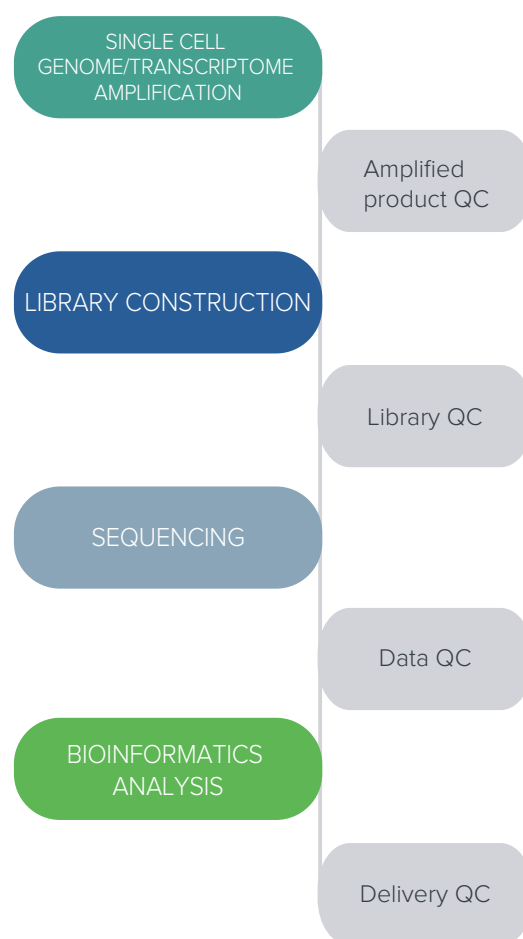 SINGLE CELL
GENOME/TRANSCRIPTOME
AMPLIFICATION
Amplified
product QC
LIBRARY CONSTRUCTION
Library QC
SEQUENCING
Data QC
BIOINFORMATICS
ANALYSIS
Delivery QC